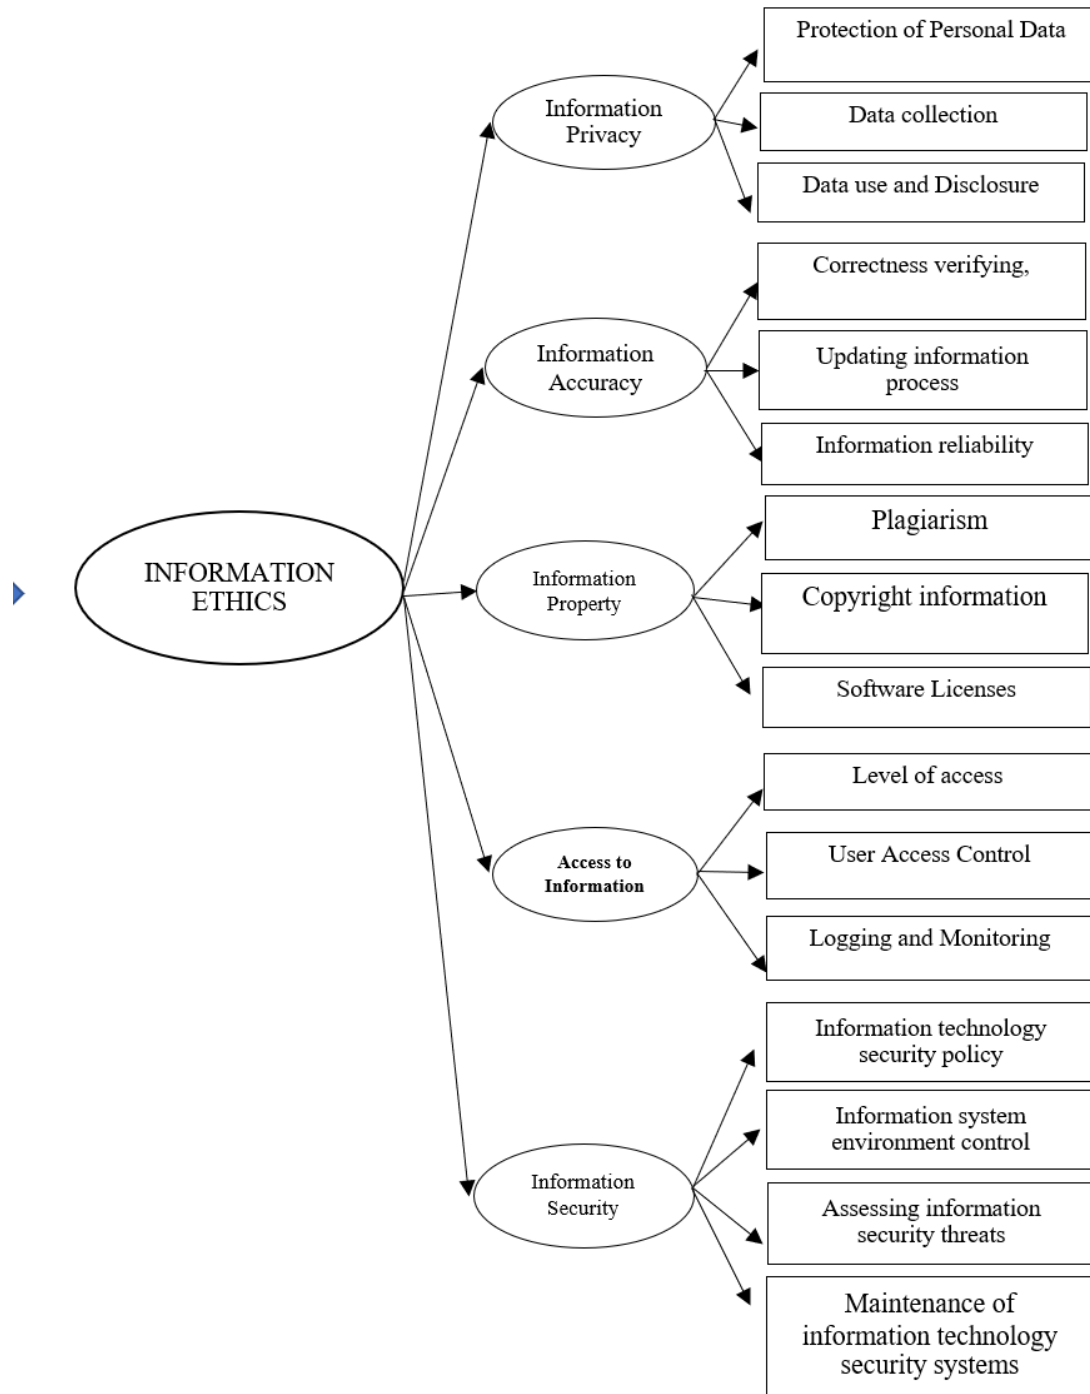 INFORMATION
ETHICS
Information
Privacy
Protection of Personal Data
Data collection
Data use and Disclosure
Information
Accuracy
Correctness verifying,
Updating information
process
Information reliability
Information
Property
Plagiarism
Copyright information
Software Licenses
Access to
Information
Level of access
User Access Control
Logging and Monitoring
Information
Security
Information technology
security policy
Information system
environment control
Assessing information
security threats
Maintenance of
information technology
security systems